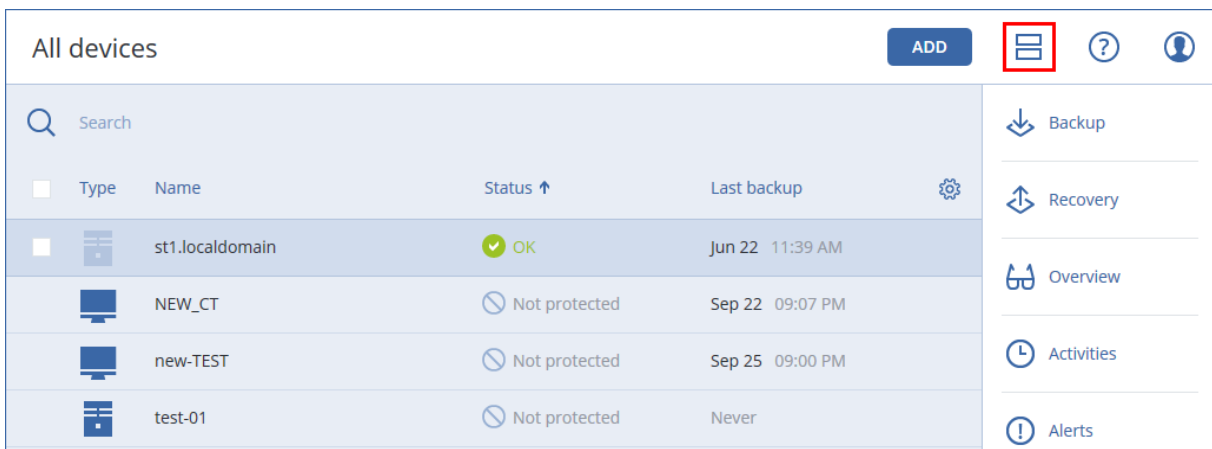 All devices
ADD
?
Search
Backup
Type Name Status ↑ Last backup
Recovery
st1.localdomain OK Jun 22 11:39 AM
Overview
NEW_CT Not protected Sep 22 09:07 PM
new-TEST Not protected Sep 25 09:00 PM
Activities
test-01 Not protected Never
! Alerts